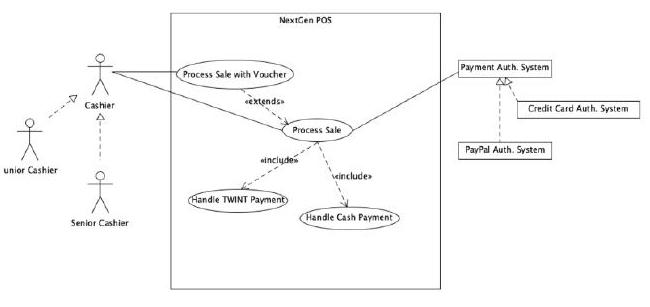 NextGen POS
Process Sale with Voucher
Payment Auth. System
Cashier
«extends»
Credit Card Auth. System
Process Sale
PayPal Auth. System
unior Cashier
«include»
«include»
Handle TWINT Payment
Handle Cash Payment
Senior Cashier